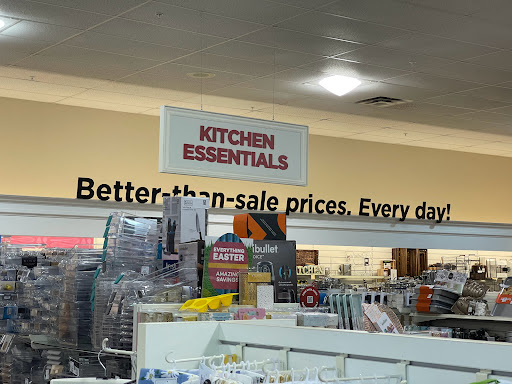 KITCHEN
ESSENTIALS
Better-than-sale prices. Every day!
EVERYTHING
EASTER
AMAZING
SAVINGS
bullet